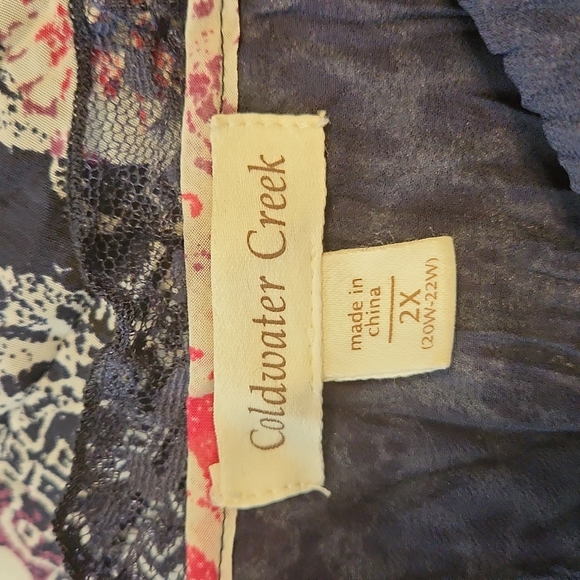 Coldwater Creek
made in
china
2X
(20W-22W)